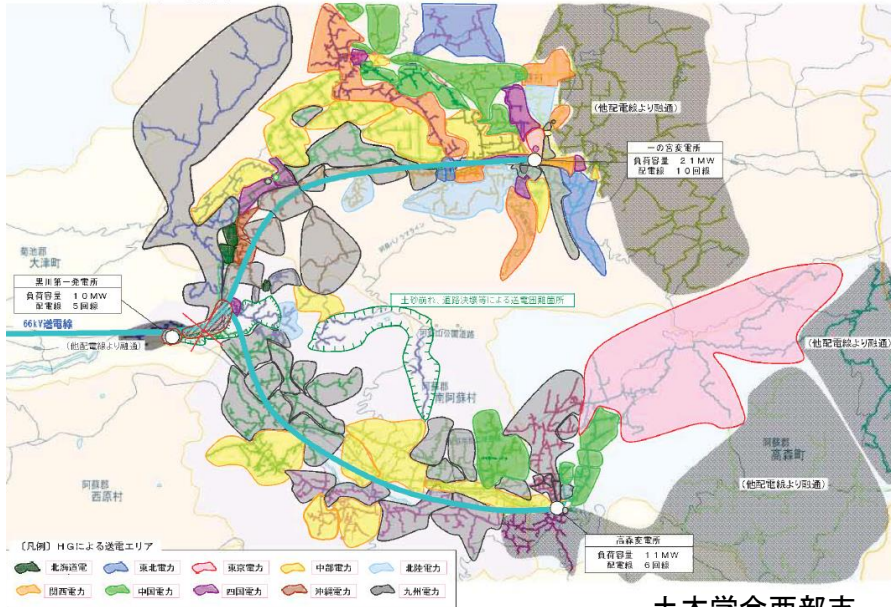 (他配電線より融通)
一の宮変電所
負荷容量 21MW
配電線 10回線
菊池郡
大津町
黒川第一発電所
負荷容量 10MW
配電線 5回線
66kV送電線
(他配電線より融通)
土砂崩れ、道路決壊等による送電困難箇所
阿蘇郡
南阿蘇村
(他配電線より融通)
阿蘇郡
高森町
(他配電線より融通)
阿蘇郡
西原村
高森変電所
負荷容量 11MW
配電線 6回線
〔凡例〕HGによる送電エリア
北海道電
東北電力
東京電力
中部電力
北陸電力
関西電力
中国電力
四国電力
沖縄電力
九州電力
土木学会西部支